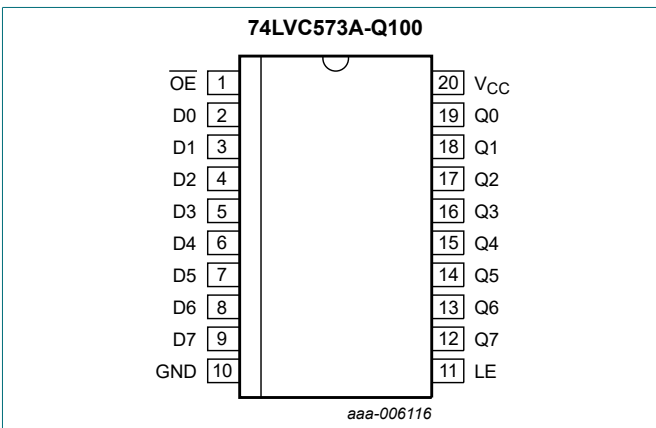 74LVC573A-Q100
O̅E̅ 1 20 VCC
D0 2 19 Q0
D1 3 18 Q1
D2 4 17 Q2
D3 5 16 Q3
D4 6 15 Q4
D5 7 14 Q5
D6 8 13 Q6
D7 9 12 Q7
GND 10 11 LE
aaa-006116